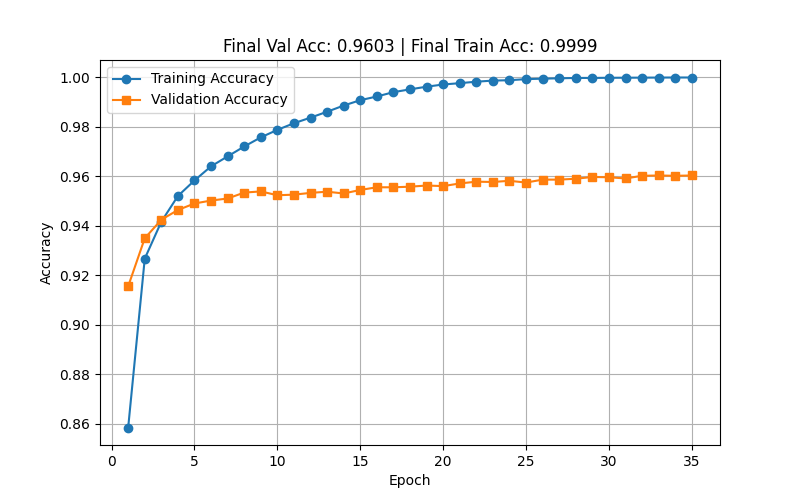 Final Val Acc: 0.9603 | Final Train Acc: 0.9999
Training Accuracy
Validation Accuracy
1.00
0.98
0.96
0.94
0.92
0.90
0.88
0.86
Accuracy
0 5 10 15 20 25 30 35
Epoch